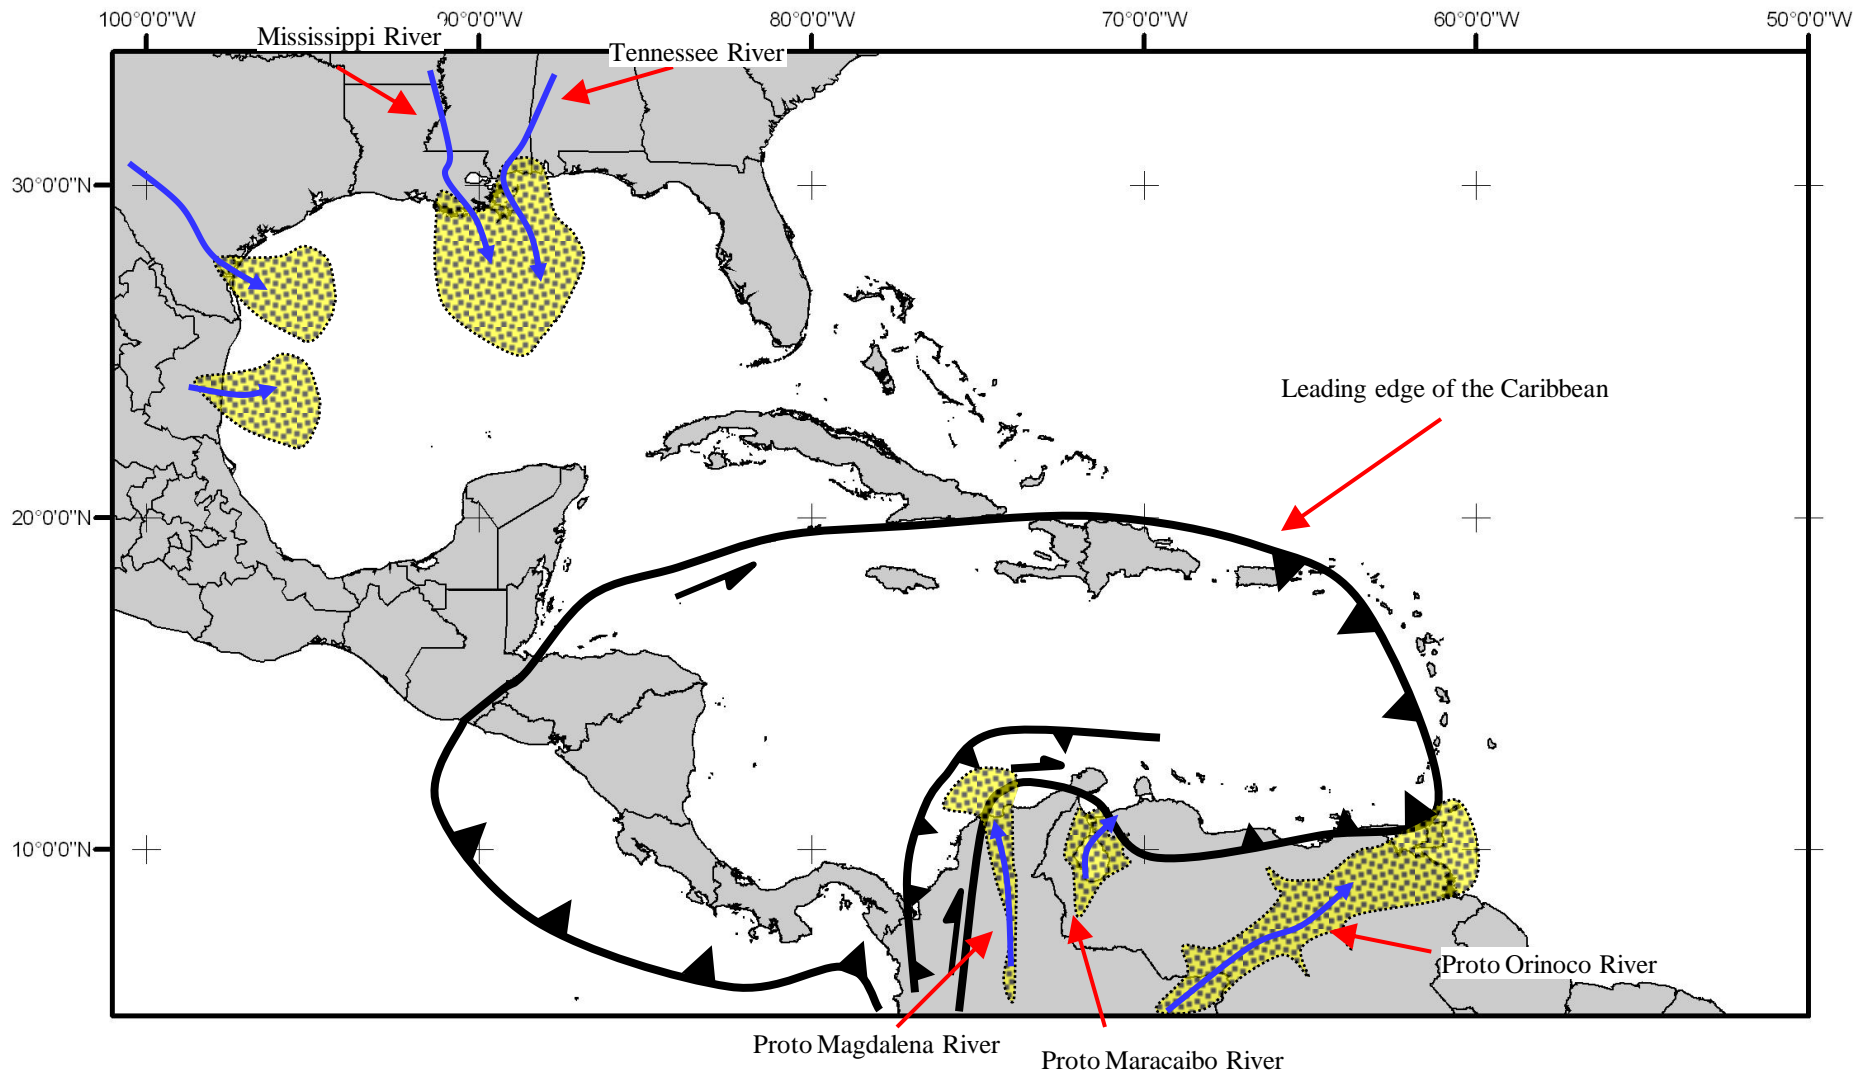 100°0'0"W 90°0'0"W 80°0'0"W 70°0'0"W 60°0'0"W 50°0'0"W
Mississippi River
Tennessee River
30°0'0"N
Leading edge of the Caribbean
20°0'0"N
10°0'0"N
Proto Orinoco River
Proto Magdalena River
Proto Maracaibo River